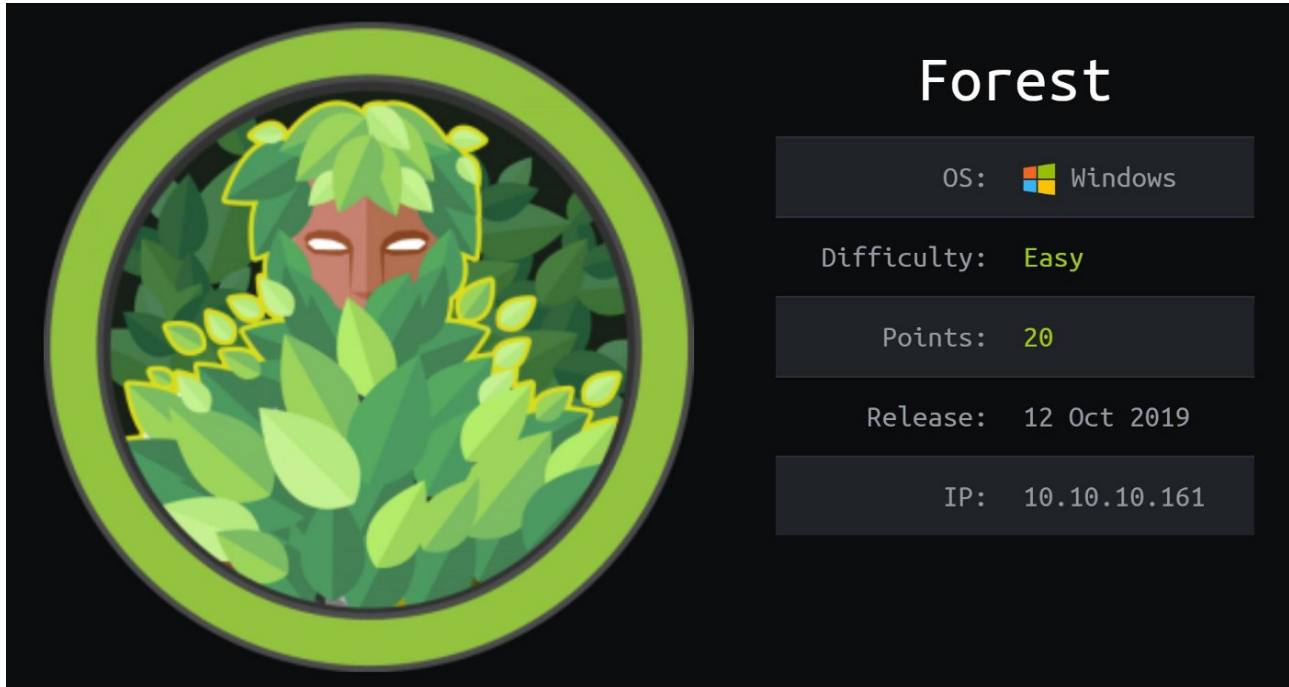 Forest
OS: Windows
Difficulty: Easy
Points: 20
Release: 12 Oct 2019
IP: 10.10.10.161